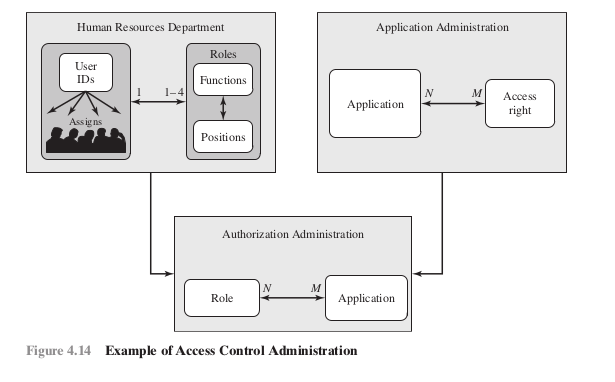 Human Resources Department
User
IDs
Assigns
1
1–4
Roles
Functions
Positions
Application Administration
Application
N
M
Access
right
Authorization Administration
Role
N
M
Application
Figure 4.14 Example of Access Control Administration